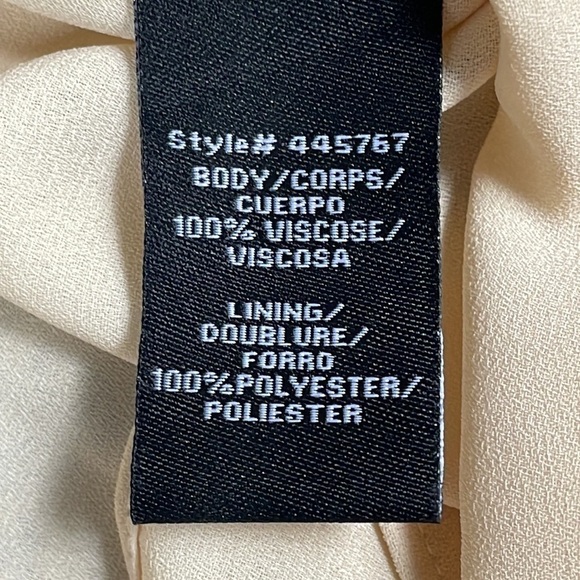 Style# 445767
BODY/CORPS/
CUERPO
100% VISCOSE/
VISCOSA
LINING/
DOUBLURE/
FORRO
100%POLYESTER/
POLIESTER